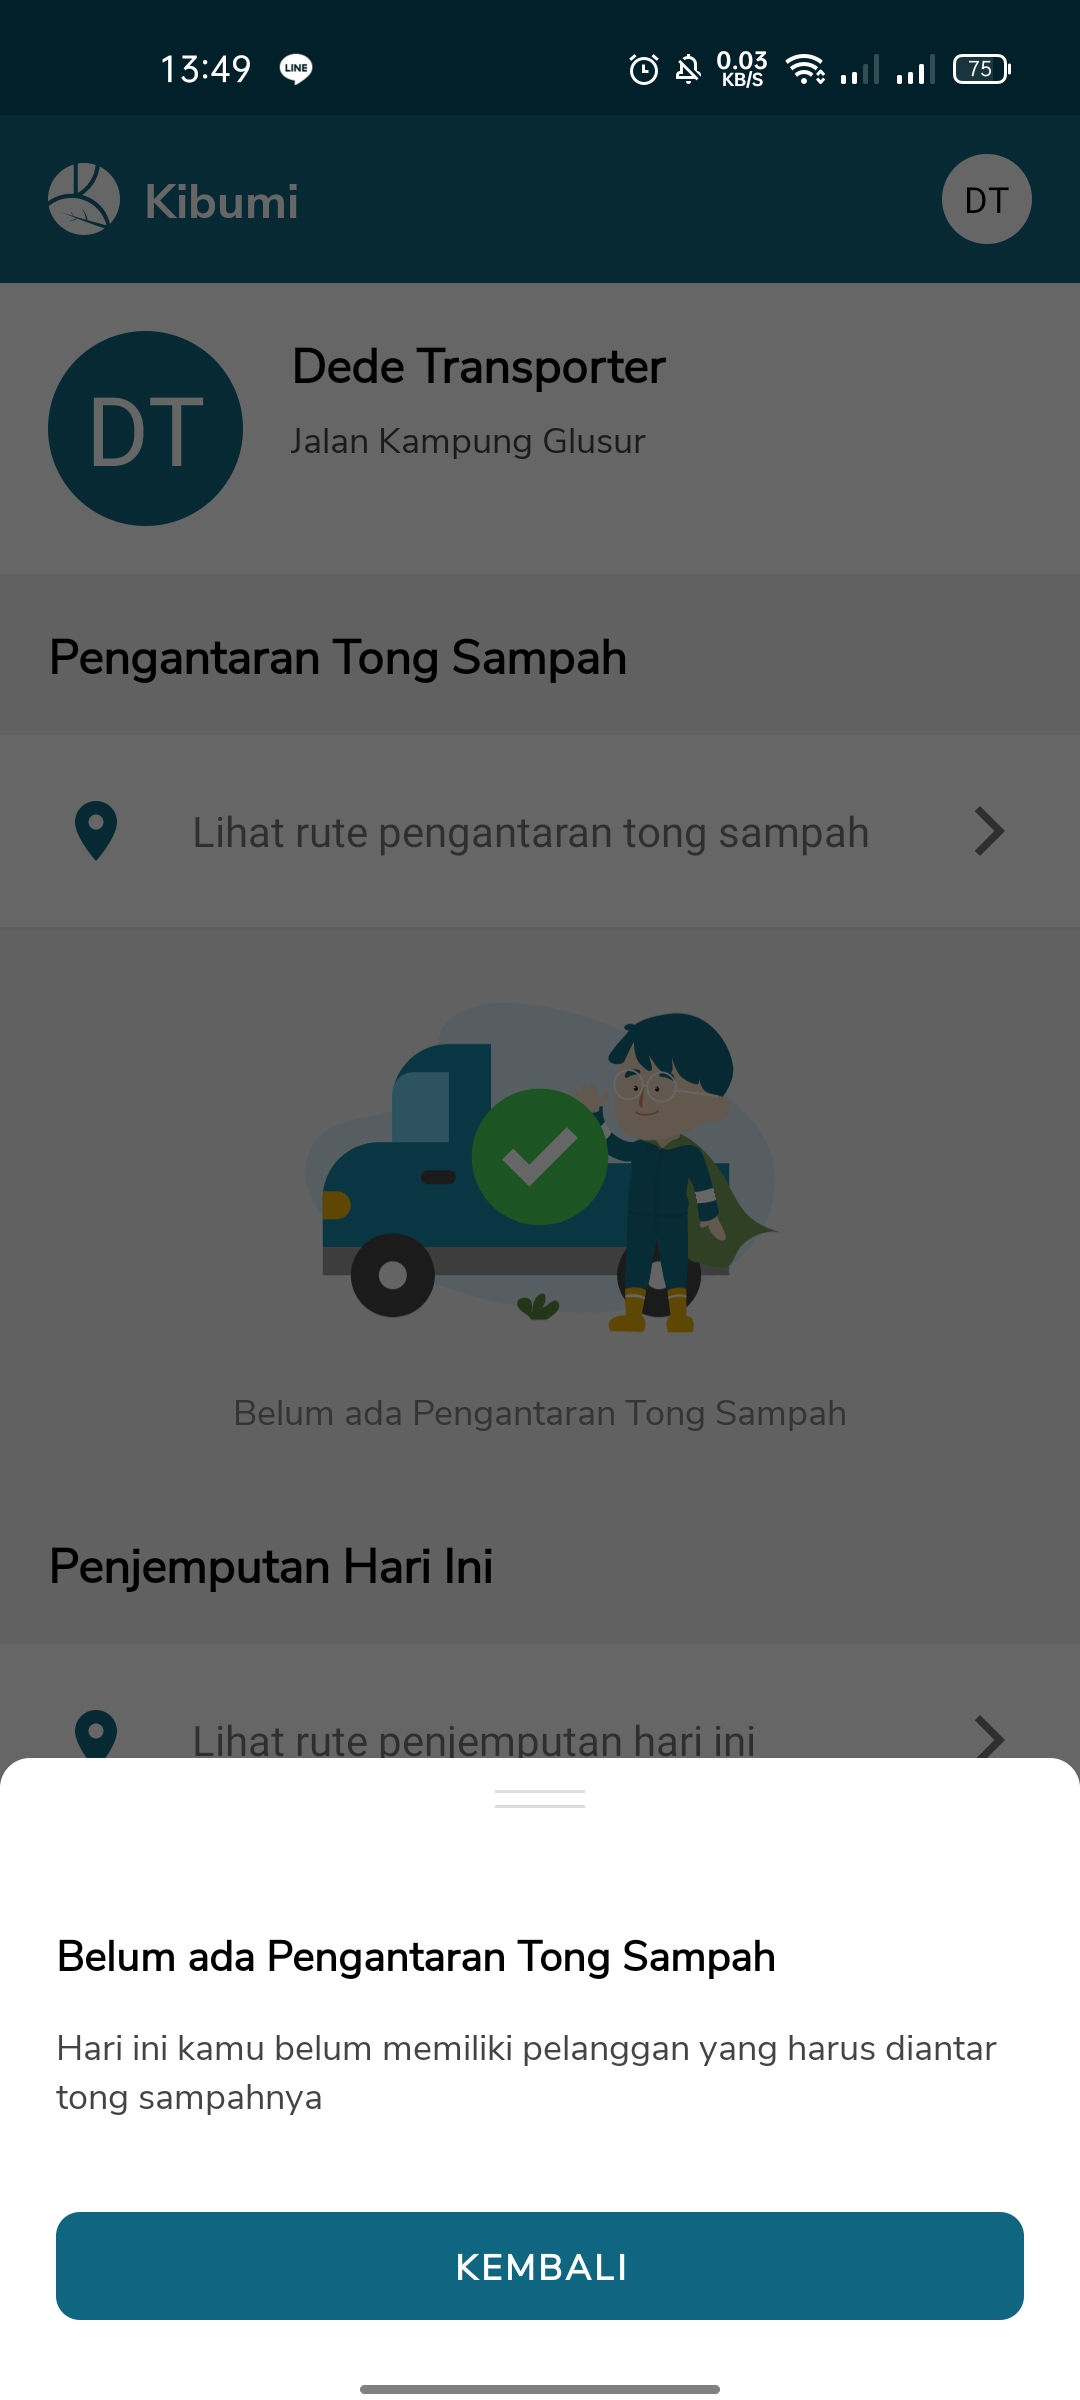 13:49
LINE
0.03
KB/S
75
Kibumi
DT
DT
Dede Transporter
Jalan Kampung Glusur
Pengantaran Tong Sampah
Lihat rute pengantaran tong sampah
Belum ada Pengantaran Tong Sampah
Penjemputan Hari Ini
Lihat rute penjemputan hari ini
Belum ada Pengantaran Tong Sampah
Hari ini kamu belum memiliki pelanggan yang harus diantar
tong sampahnya
KEMBALI